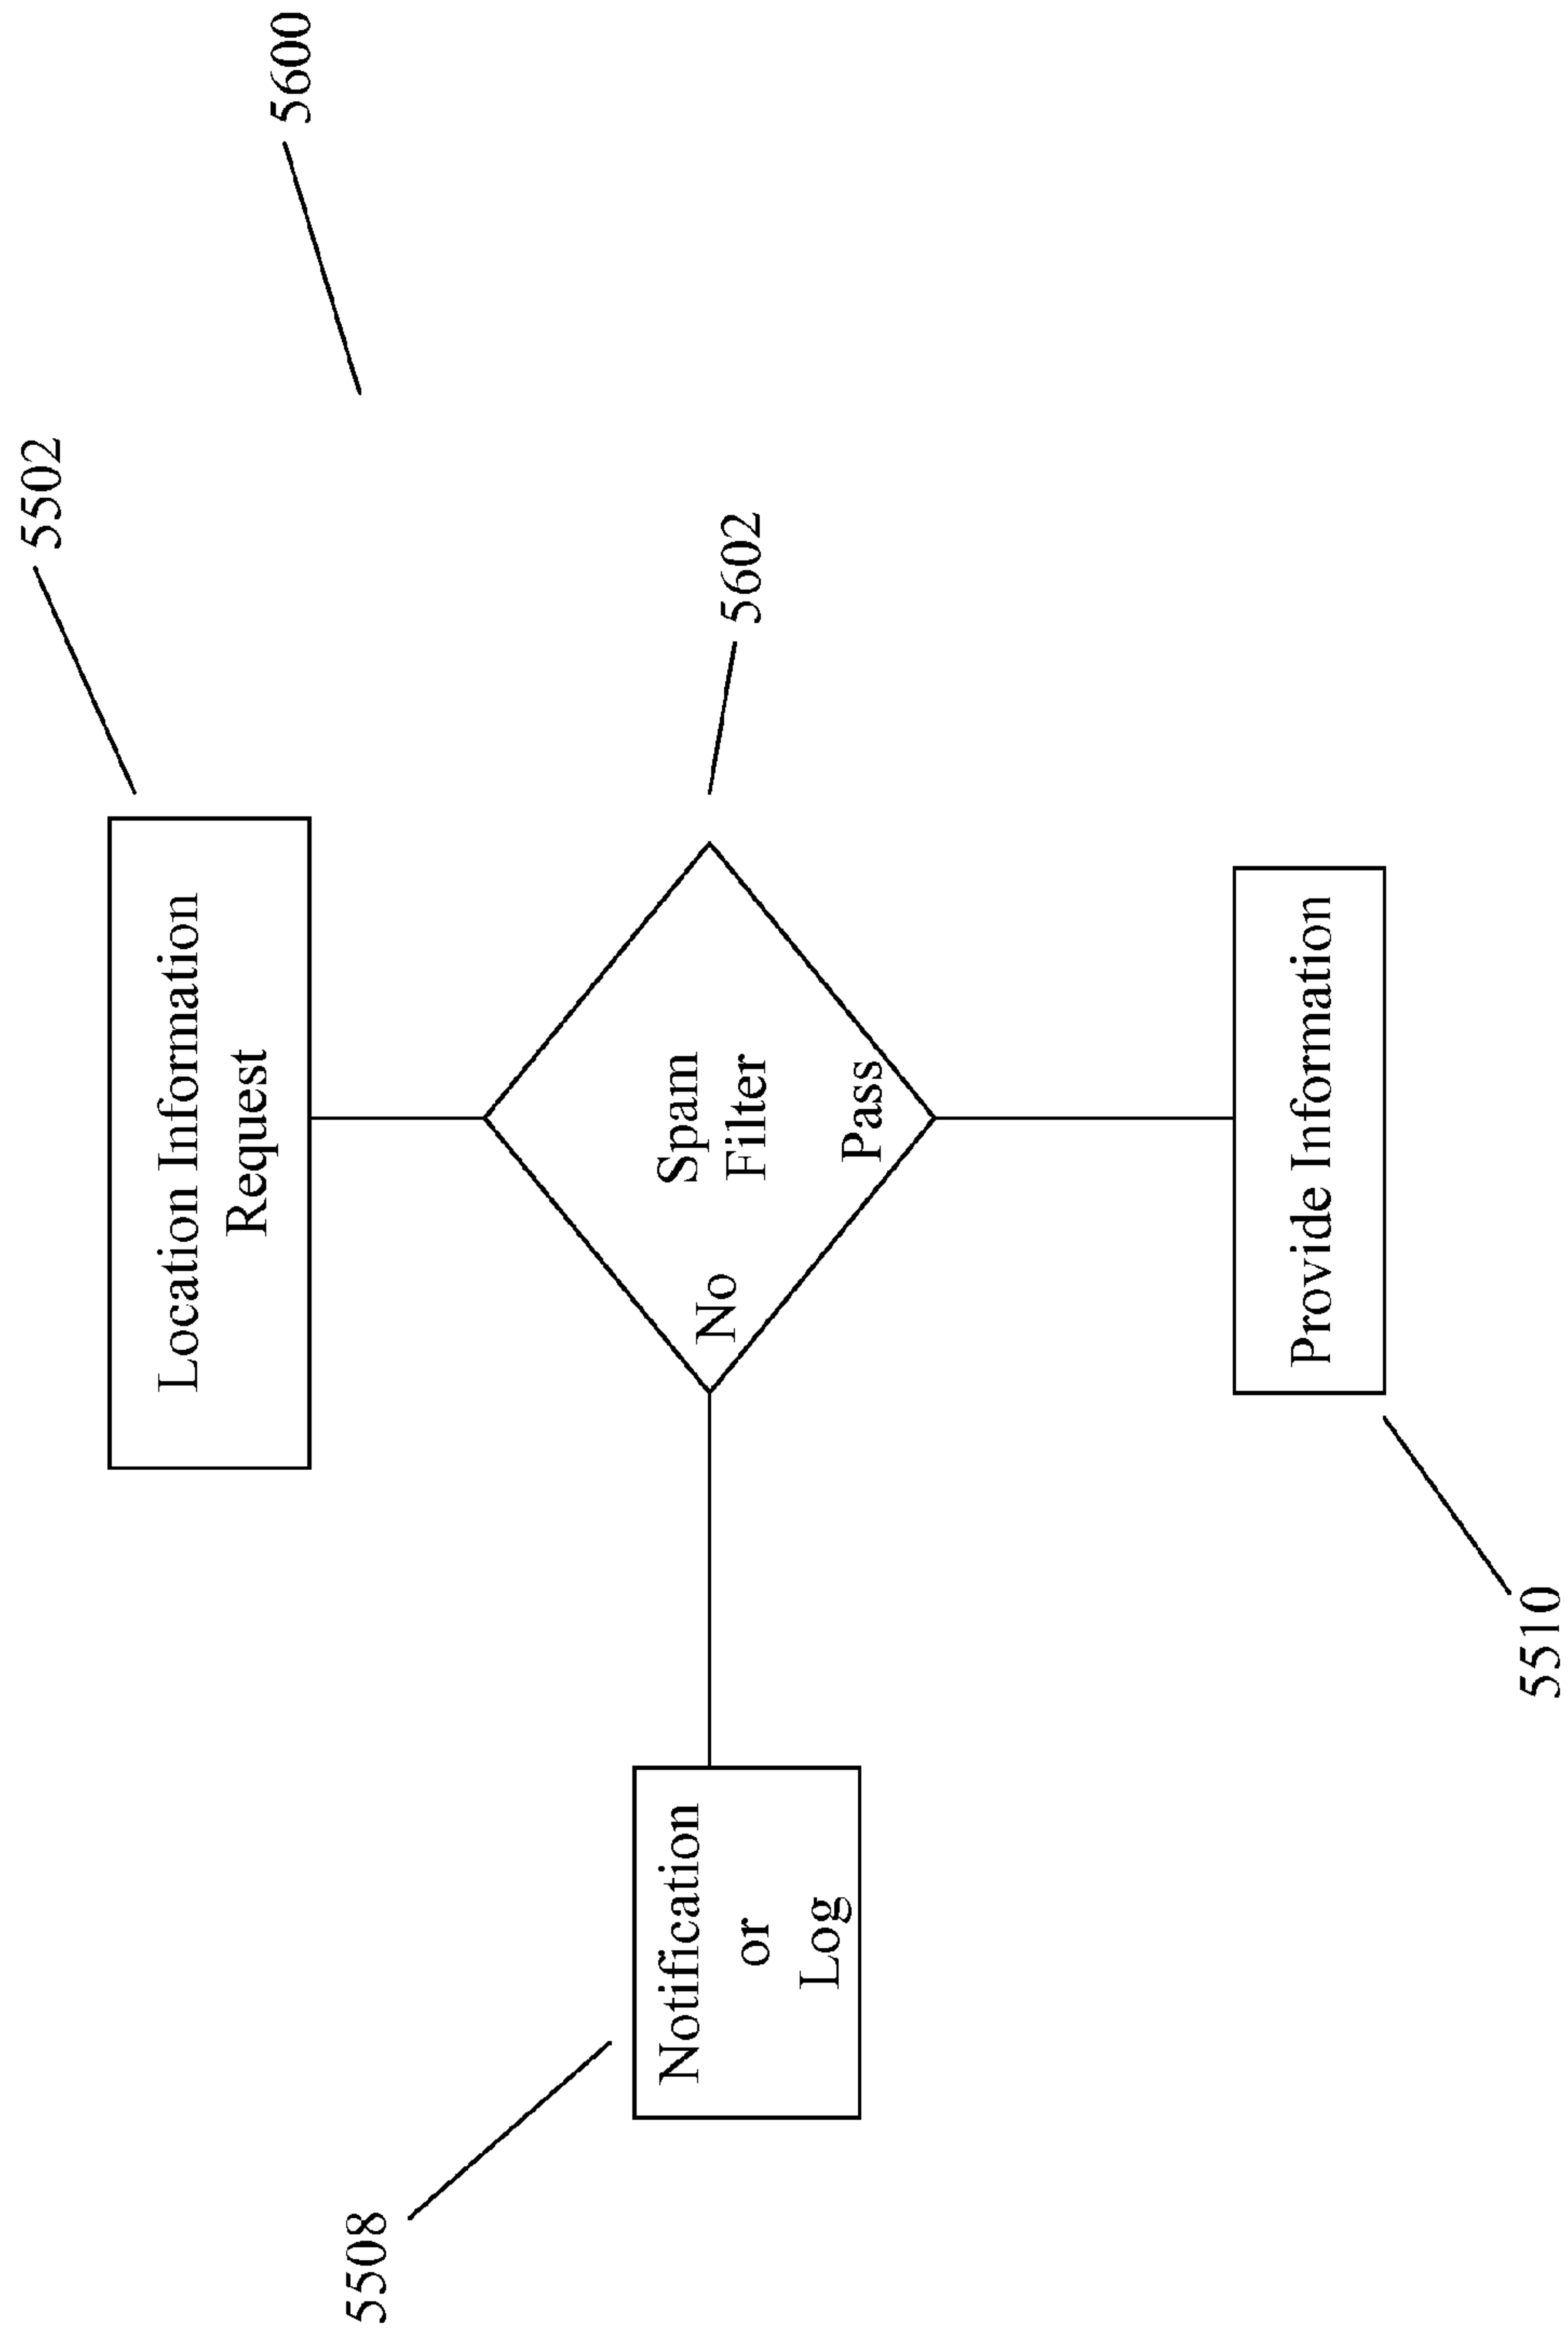 5502
Location Information
Request
5600
Spam
Filter
5602
No
Pass
5508
Notification
or
Log
Provide Information
5510